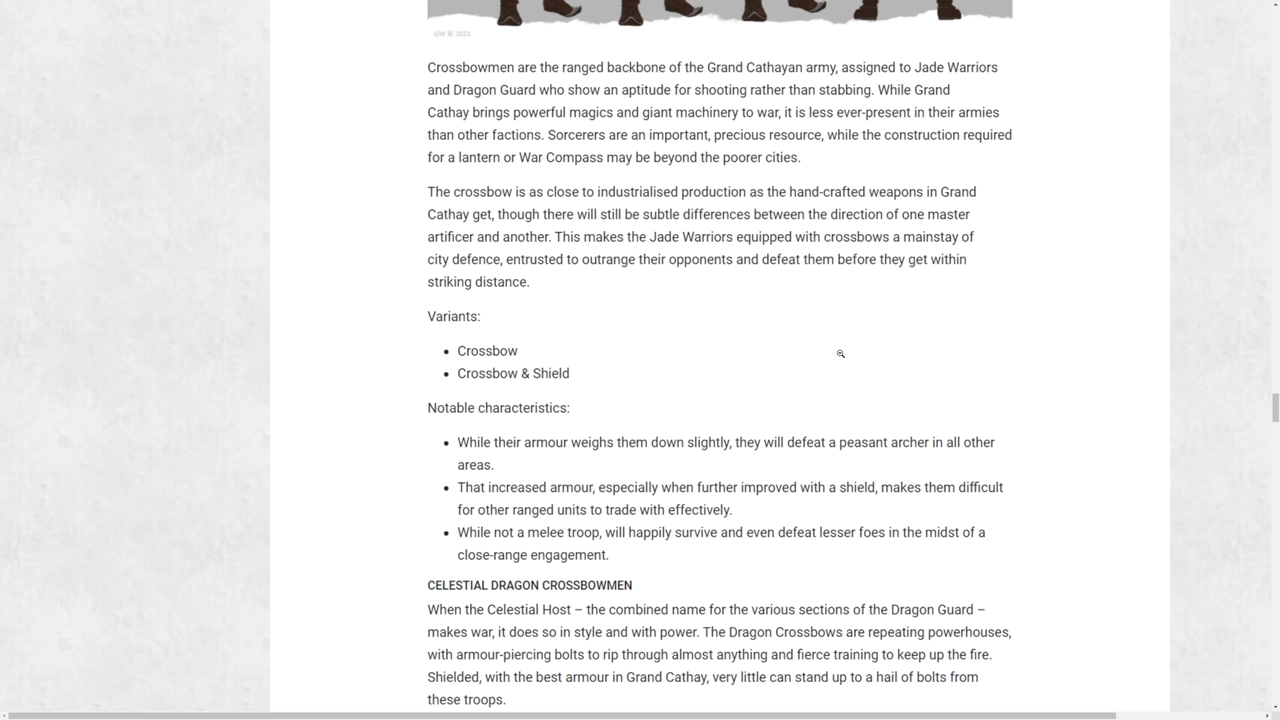 GW © 2021
Crossbowmen are the ranged backbone of the Grand Cathayan army, assigned to Jade Warriors
and Dragon Guard who show an aptitude for shooting rather than stabbing. While Grand
Cathay brings powerful magics and giant machinery to war, it is less ever-present in their armies
than other factions. Sorcerers are an important, precious resource, while the construction required
for a lantern or War Compass may be beyond the poorer cities.
The crossbow is as close to industrialised production as the hand-crafted weapons in Grand
Cathay get, though there will still be subtle differences between the direction of one master
artificer and another. This makes the Jade Warriors equipped with crossbows a mainstay of
city defence, entrusted to outrange their opponents and defeat them before they get within
striking distance.
Variants:
• Crossbow
• Crossbow & Shield
Notable characteristics:
• While their armour weighs them down slightly, they will defeat a peasant archer in all other
areas.
• That increased armour, especially when further improved with a shield, makes them difficult
for other ranged units to trade with effectively.
• While not a melee troop, will happily survive and even defeat lesser foes in the midst of a
close-range engagement.
CELESTIAL DRAGON CROSSBOWMEN
When the Celestial Host – the combined name for the various sections of the Dragon Guard –
makes war, it does so in style and with power. The Dragon Crossbows are repeating powerhouses,
with armour-piercing bolts to rip through almost anything and fierce training to keep up the fire.
Shielded, with the best armour in Grand Cathay, very little can stand up to a hail of bolts from
these troops.